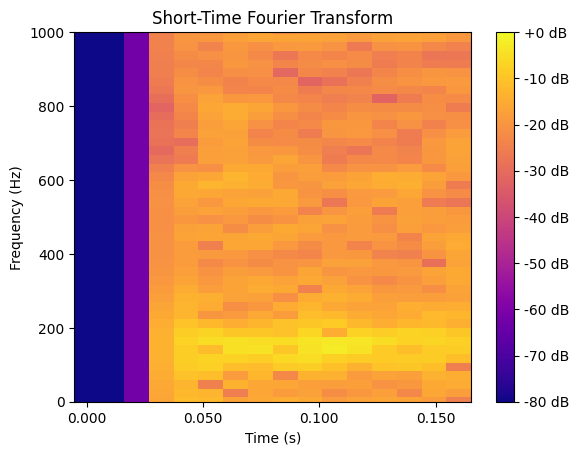 Short-Time Fourier Transform
1000
800
600
400
200
0
Frequency (Hz)
0.000
0.050
0.100
0.150
Time (s)
+0 dB
-10 dB
-20 dB
-30 dB
-40 dB
-50 dB
-60 dB
-70 dB
-80 dB